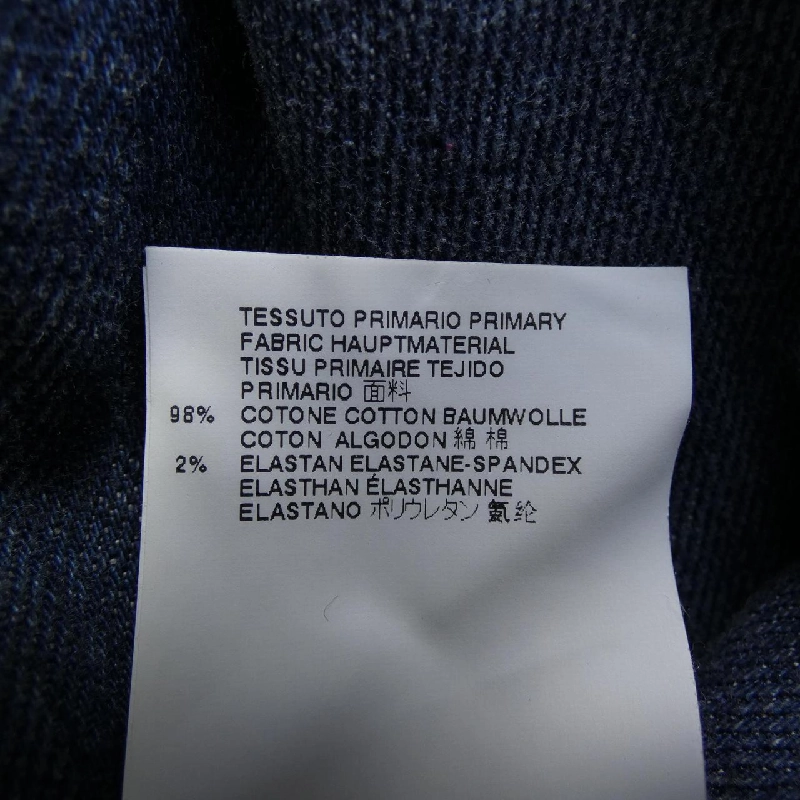 TESSUTO PRIMARIO PRIMARY
FABRIC HAUPTMATERIAL
TISSU PRIMAIRE TEJIDO
PRIMARIO 面料
98% COTONE COTTON BAUMWOLLE
COTON ALGODON 綿 棉
2% ELASTAN ELASTANE-SPANDEX
ELASTHAN ÉLASTHANNE
ELASTANO ポリウレタン 氨纶